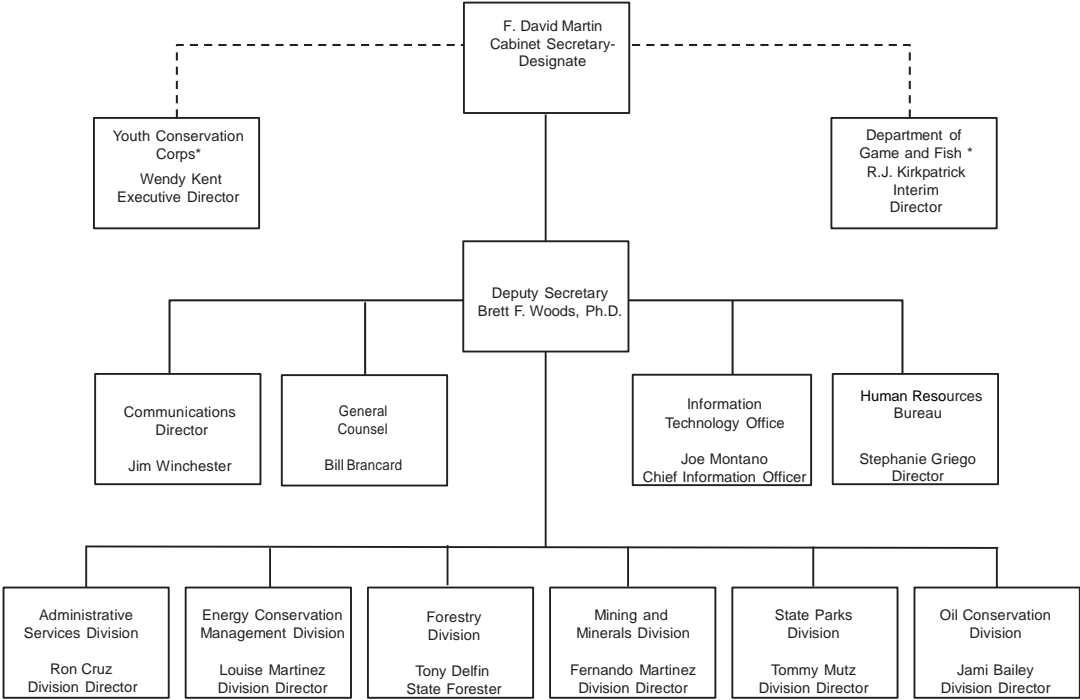 F. David Martin
Cabinet Secretary-
Designate
Youth Conservation
Corps*
Wendy Kent
Executive Director
Department of
Game and Fish *
R.J. Kirkpatrick
Interim
Director
Deputy Secretary
Brett F. Woods, Ph.D.
Communications
Director
Jim Winchester
General
Counsel
Bill Brancard
Information
Technology Office
Joe Montano
Chief Information Officer
Human Resources
Bureau
Stephanie Griego
Director
Administrative
Services Division
Ron Cruz
Division Director
Energy Conservation
Management Division
Louise Martinez
Division Director
Forestry
Division
Tony Delfin
State Forester
Mining and
Minerals Division
Fernando Martinez
Division Director
State Parks
Division
Tommy Mutz
Division Director
Oil Conservation
Division
Jami Bailey
Division Director